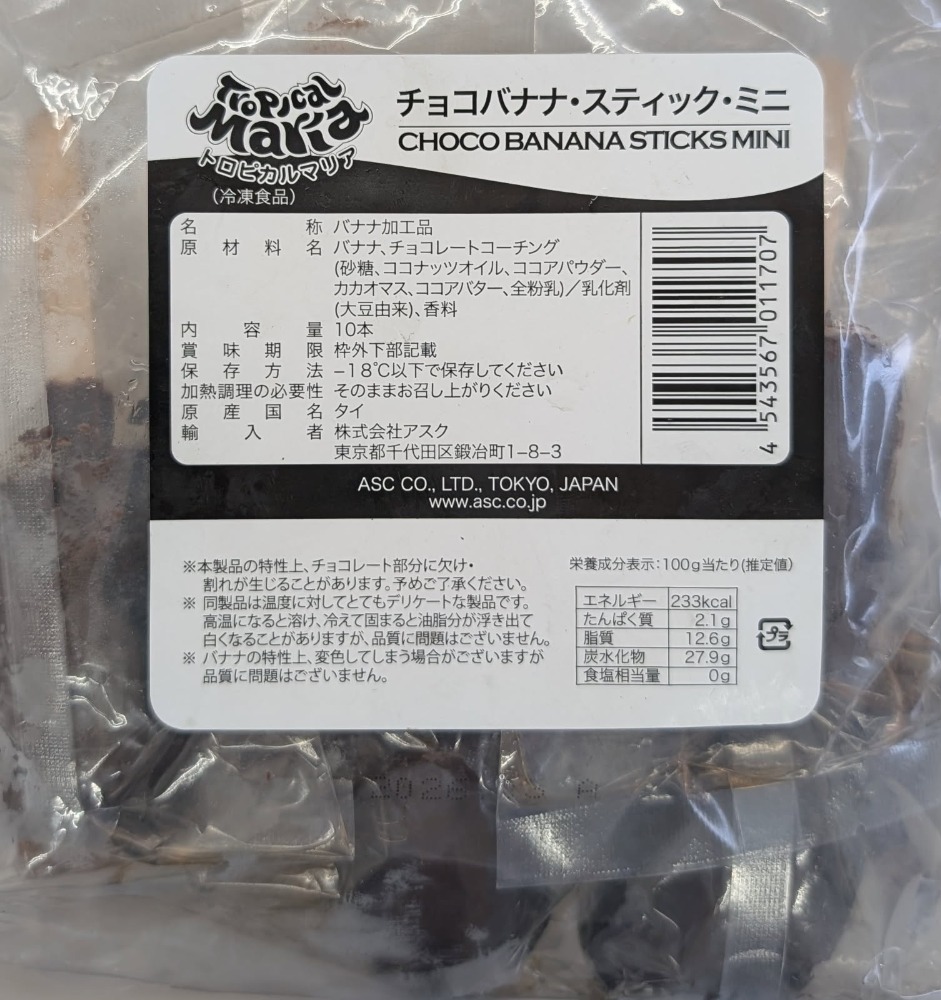 Tropical Maria
トロピカルマリア
(冷凍食品)
チョコバナナ・スティック・ミニ
CHOCO BANANA STICKS MINI
名称 バナナ加工品
原材料名 バナナ、チョコレートコーチング
(砂糖、ココナッツオイル、ココアパウダー、
カカオマス、ココアバター、全粉乳)/乳化剤
(大豆由来)、香料
内容量 10本
賞味期限 枠外下部記載
保存方法 −18℃以下で保存してください
加熱調理の必要性 そのままお召し上がりください
原産国名 タイ
輸入者 株式会社アスク
東京都千代田区鍛冶町1−8−3
4 543567 011707
ASC CO., LTD., TOKYO, JAPAN
www.asc.co.jp
※本製品の特性上、チョコレート部分に欠け・
割れが生じることがあります。予めご了承ください。
※ 同製品は温度に対してとてもデリケートな製品です。
高温になると溶け、冷えて固まると油脂分が浮き出て
白くなることがありますが、品質に問題はございません。
※ バナナの特性上、変色してしまう場合がございますが
品質に問題はございません。
栄養成分表示:100g当たり(推定値)
エネルギー 233kcal
たんぱく質 2.1g
脂質 12.6g
炭水化物 27.9g
食塩相当量 0g
プラ